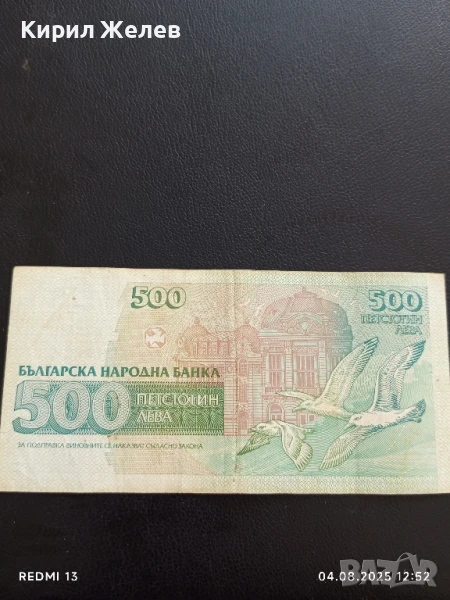 Кирил Желев
500
500
ПЕТСТОТИН
ЛЕВА
БЪЛГАРСКА НАРОДНА БАНКА
500 ПЕТСТОТИН
ЛЕВА
ЗА ПОДПРАВКА ВИНОВНИТЕ СЕ НАКАЗВАТ СЪГЛАСНО ЗАКОНА
BAZAR
REDMI 13
04.08.2025 12:52